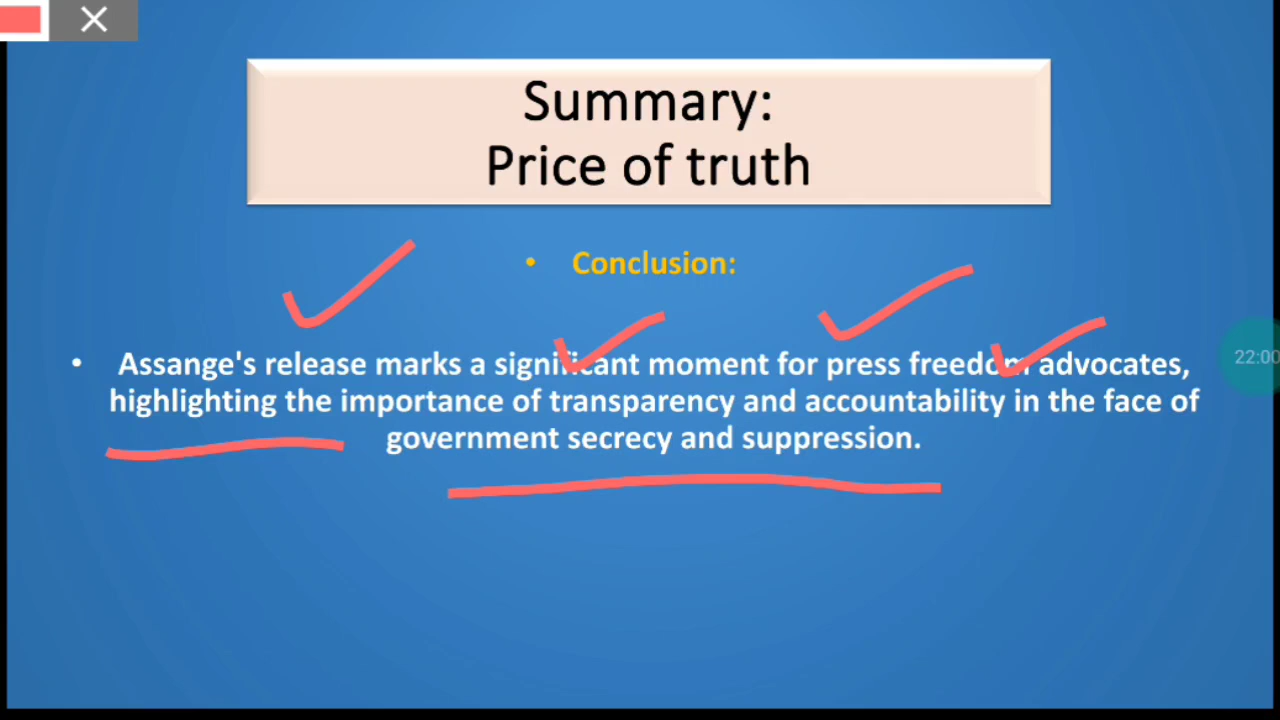 Summary:
Price of truth
• Conclusion:
• Assange's release marks a significant moment for press freedom advocates,
highlighting the importance of transparency and accountability in the face of
government secrecy and suppression.
22:00